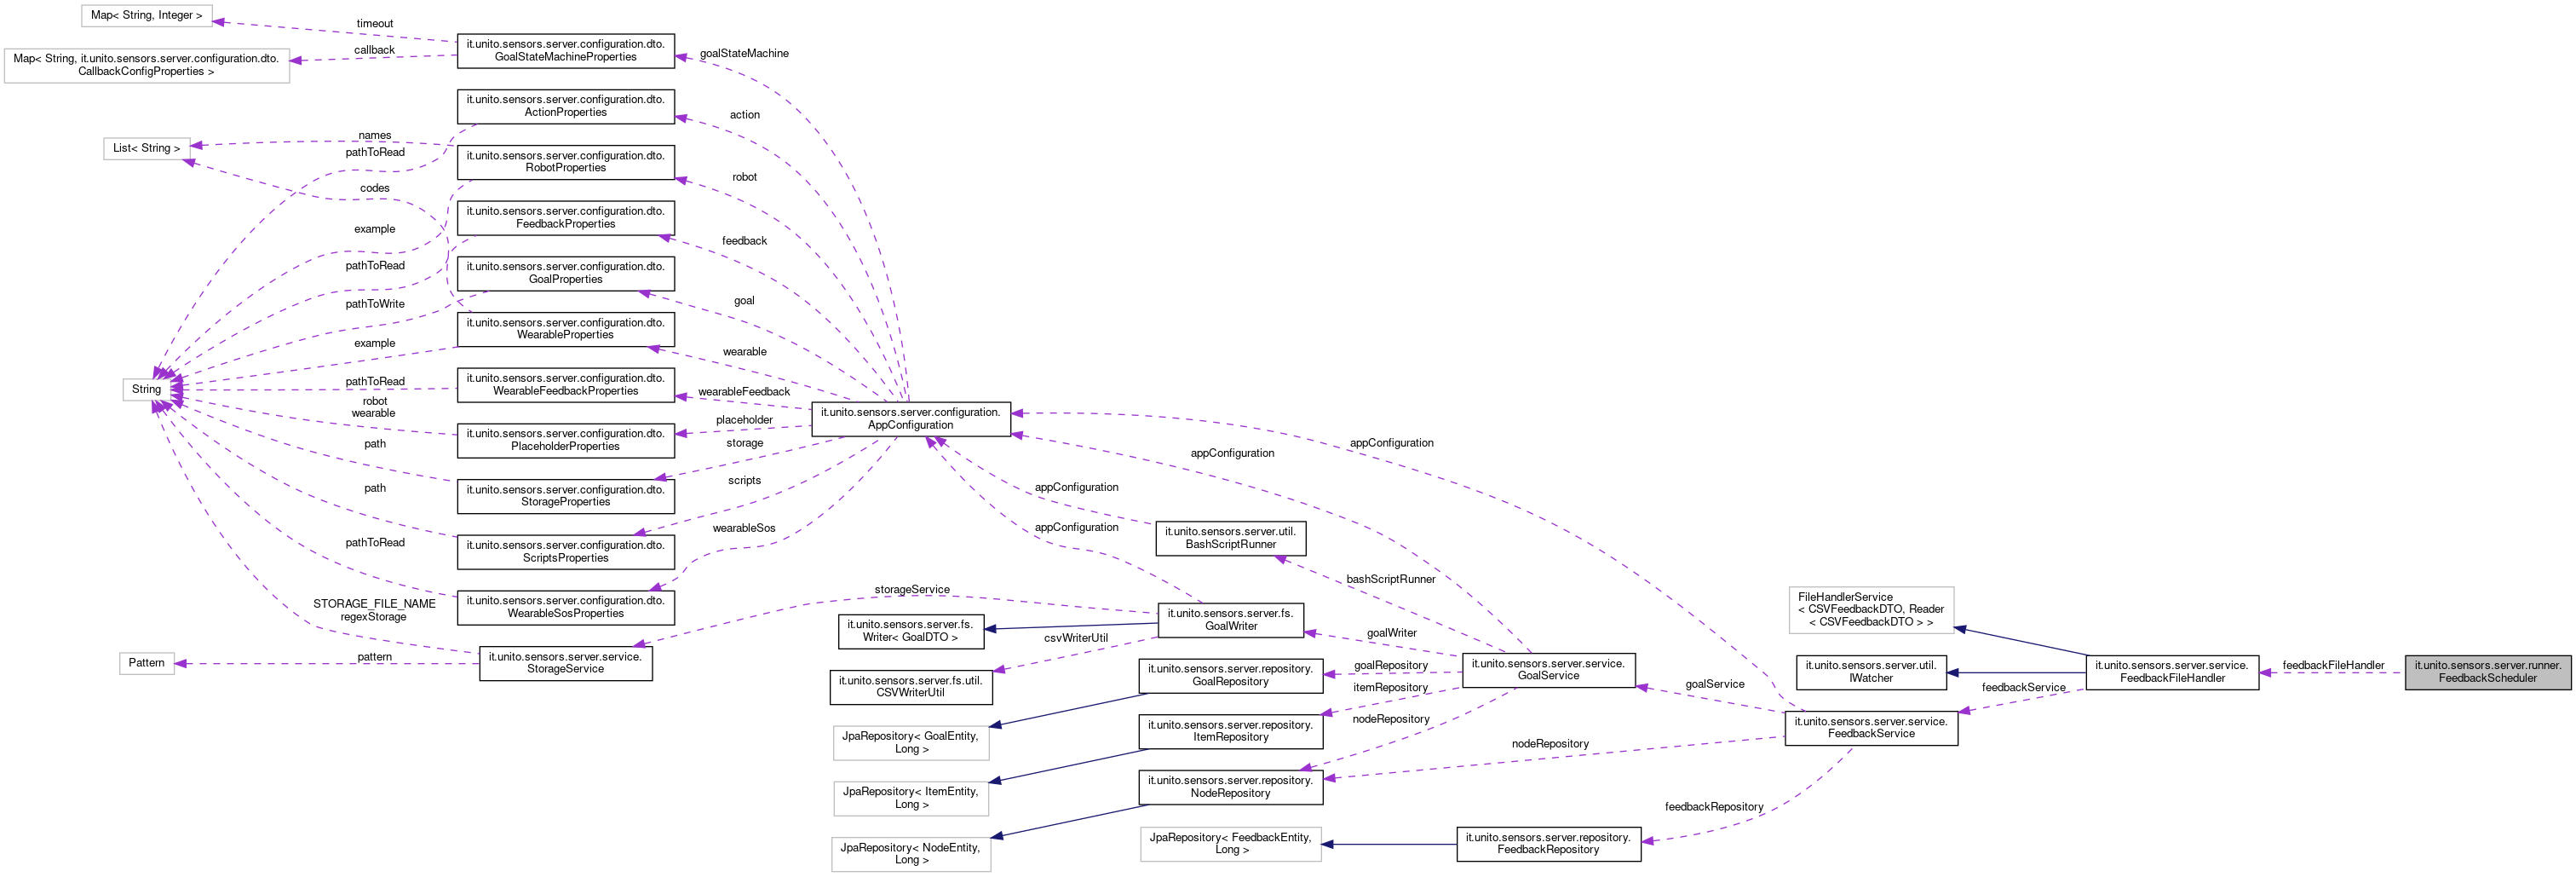 Map< String, Integer >
timeout
it.unito.sensors.server.configuration.dto.
GoalStateMachineProperties
goalStateMachine
callback
Map< String, it.unito.sensors.server.configuration.dto.
CallbackConfigProperties >
it.unito.sensors.server.configuration.dto.
ActionProperties
action
names
List< String >
pathToRead
it.unito.sensors.server.configuration.dto.
RobotProperties
robot
codes
it.unito.sensors.server.configuration.dto.
FeedbackProperties
example
feedback
pathToRead
it.unito.sensors.server.configuration.dto.
GoalProperties
pathToWrite
goal
it.unito.sensors.server.configuration.dto.
WearableProperties
example
wearable
String
pathToRead
it.unito.sensors.server.configuration.dto.
WearableFeedbackProperties
wearableFeedback
robot
wearable
it.unito.sensors.server.configuration.dto.
PlaceholderProperties
placeholder
it.unito.sensors.server.configuration.
AppConfiguration
path
storage
it.unito.sensors.server.configuration.dto.
StorageProperties
path
scripts
it.unito.sensors.server.configuration.dto.
ScriptsProperties
pathToRead
wearableSos
it.unito.sensors.server.configuration.dto.
WearableSosProperties
STORAGE_FILE_NAME
regexStorage
Pattern
pattern
it.unito.sensors.server.service.
StorageService
storageService
appConfiguration
appConfiguration
appConfiguration
appConfiguration
it.unito.sensors.server.util.
BashScriptRunner
bashScriptRunner
it.unito.sensors.server.fs.
Writer< GoalDTO >
it.unito.sensors.server.fs.
GoalWriter
goalWriter
csvWriterUtil
it.unito.sensors.server.fs.util.
CSVWriterUtil
it.unito.sensors.server.repository.
GoalRepository
goalRepository
it.unito.sensors.server.service.
GoalService
itemRepository
nodeRepository
JpaRepository< GoalEntity,
Long >
it.unito.sensors.server.repository.
ItemRepository
JpaRepository< ItemEntity,
Long >
it.unito.sensors.server.repository.
NodeRepository
JpaRepository< NodeEntity,
Long >
JpaRepository< FeedbackEntity,
Long >
it.unito.sensors.server.repository.
FeedbackRepository
feedbackRepository
nodeRepository
goalService
it.unito.sensors.server.service.
FeedbackService
feedbackService
FileHandlerService
< CSVFeedbackDTO, Reader
< CSVFeedbackDTO > >
it.unito.sensors.server.util.
IWatcher
it.unito.sensors.server.service.
FeedbackFileHandler
feedbackFileHandler
it.unito.sensors.server.runner.
FeedbackScheduler